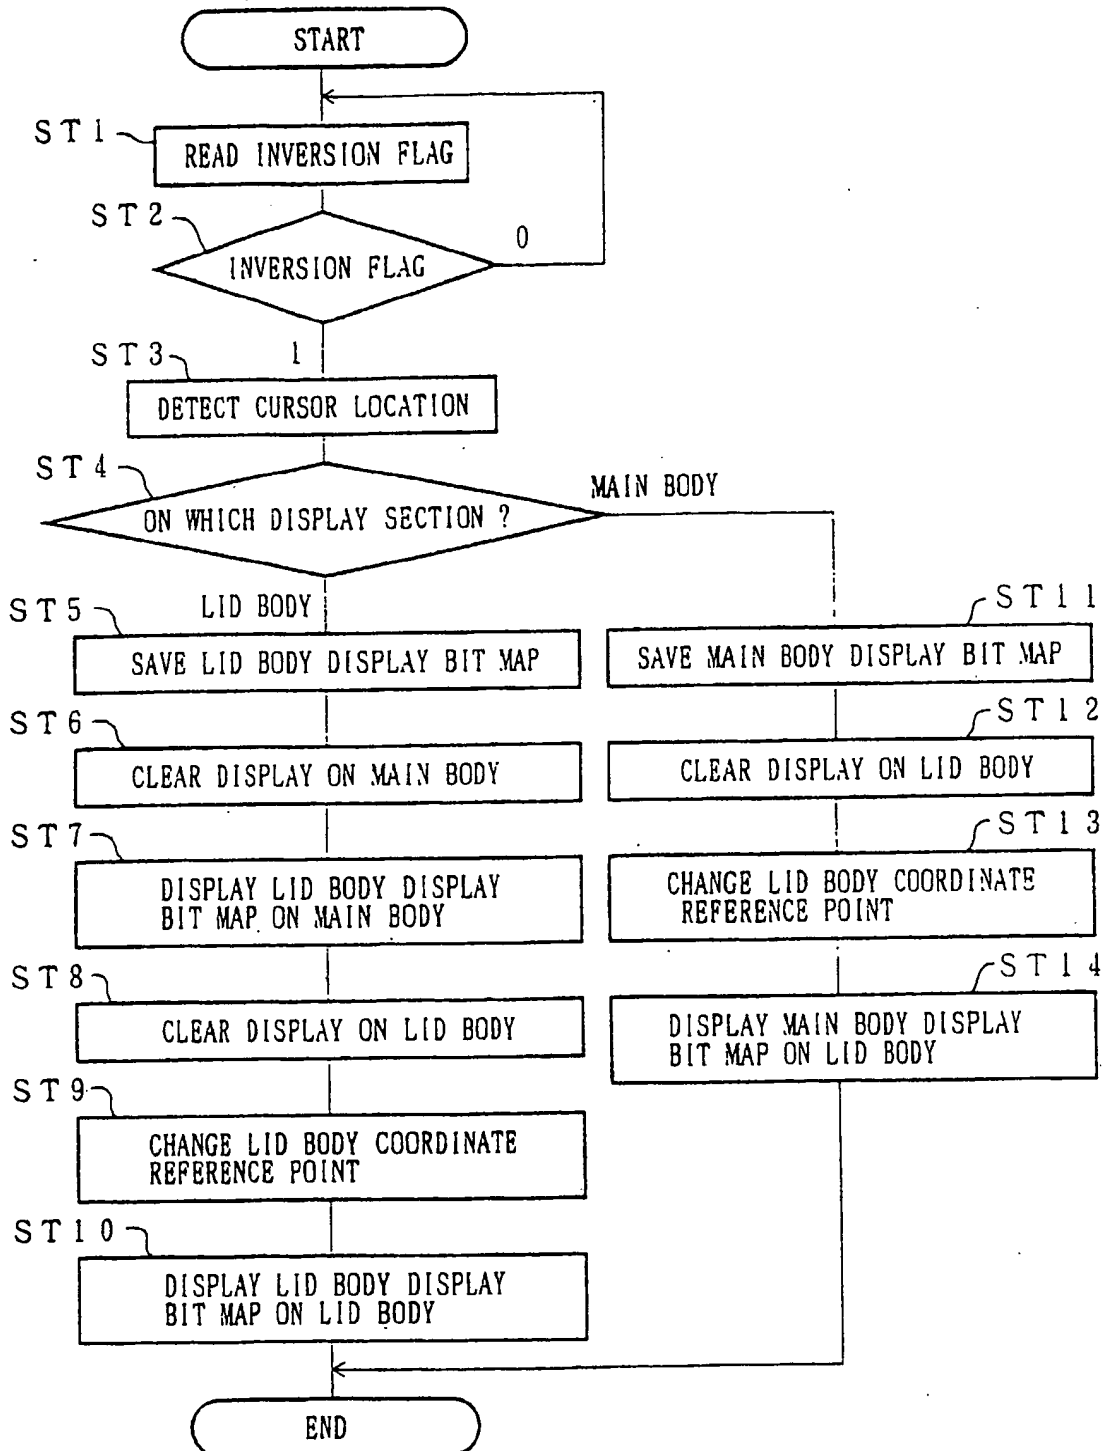 START
ST1
READ INVERSION FLAG
ST2
0
INVERSION FLAG
1
ST3
DETECT CURSOR LOCATION
ST4
MAIN BODY
ON WHICH DISPLAY SECTION ?
LID BODY
ST5
SAVE LID BODY DISPLAY BIT MAP
ST6
CLEAR DISPLAY ON MAIN BODY
ST7
DISPLAY LID BODY DISPLAY
BIT MAP ON MAIN BODY
ST8
CLEAR DISPLAY ON LID BODY
ST9
CHANGE LID BODY COORDINATE
REFERENCE POINT
ST10
DISPLAY LID BODY DISPLAY
BIT MAP ON LID BODY
ST11
SAVE MAIN BODY DISPLAY BIT MAP
ST12
CLEAR DISPLAY ON LID BODY
ST13
CHANGE LID BODY COORDINATE
REFERENCE POINT
ST14
DISPLAY MAIN BODY DISPLAY
BIT MAP ON LID BODY
END